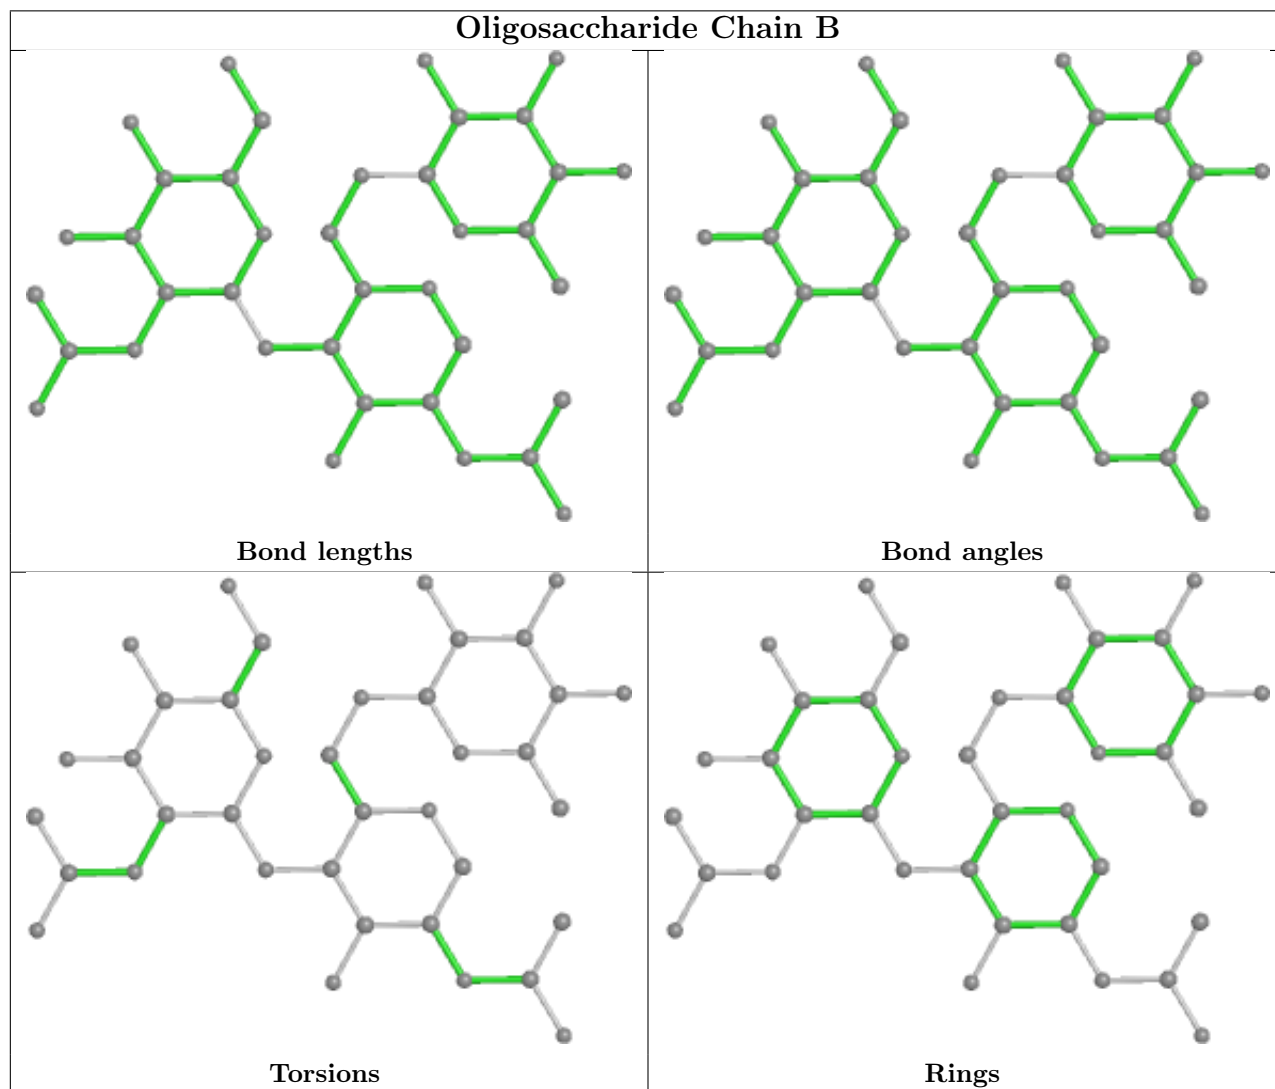 Oligosaccharide Chain B
Bond lengths
Bond angles
Torsions
Rings